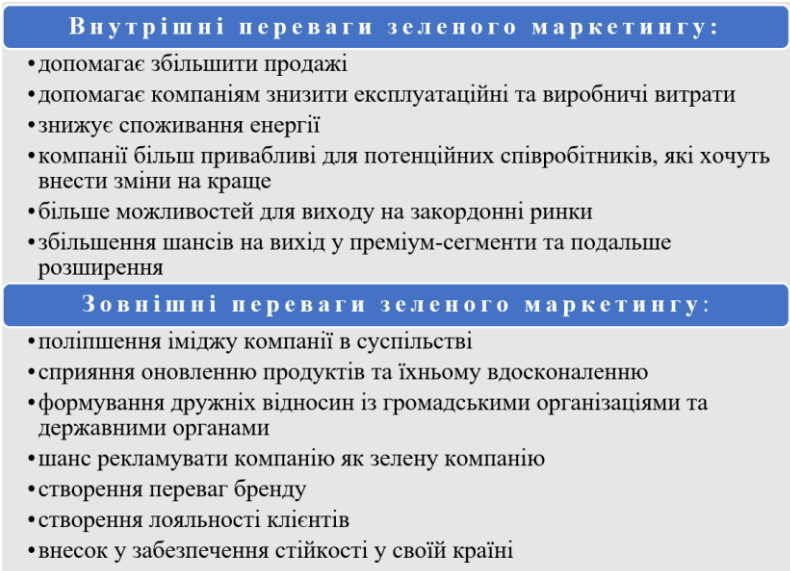 Внутрішні переваги зеленого маркетингу:
•допомагає збільшити продажі
•допомагає компаніям знизити експлуатаційні та виробничі витрати
•знижує споживання енергії
•компанії більш привабливі для потенційних співробітників, які хочуть
внести зміни на краще
•більше можливостей для виходу на закордонні ринки
•збільшення шансів на вихід у преміум-сегменти та подальше
розширення
Зовнішні переваги зеленого маркетингу:
•поліпшення іміджу компанії в суспільстві
•сприяння оновленню продуктів та їхньому вдосконаленню
•формування дружніх відносин із громадськими організаціями та
державними органами
•шанс рекламувати компанію як зелену компанію
•створення переваг бренду
•створення лояльності клієнтів
•внесок у забезпечення стійкості у своїй країні